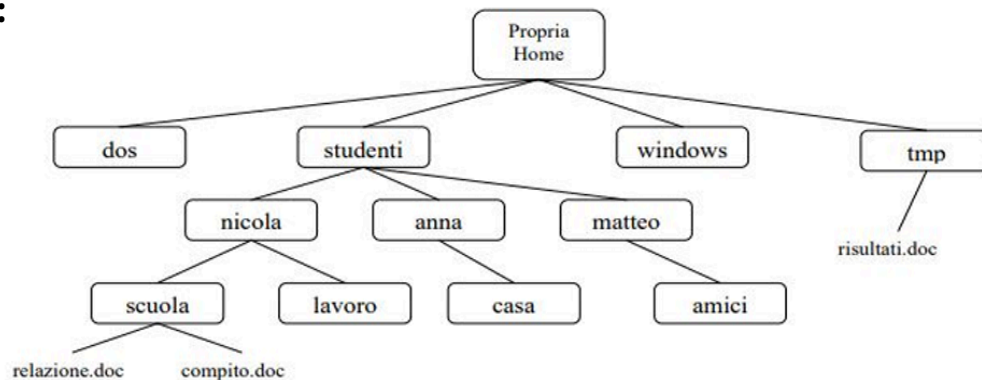 :
Propria
Home
dos
studenti
windows
tmp
nicola
anna
matteo
risultati.doc
scuola
lavoro
casa
amici
relazione.doc
compito.doc